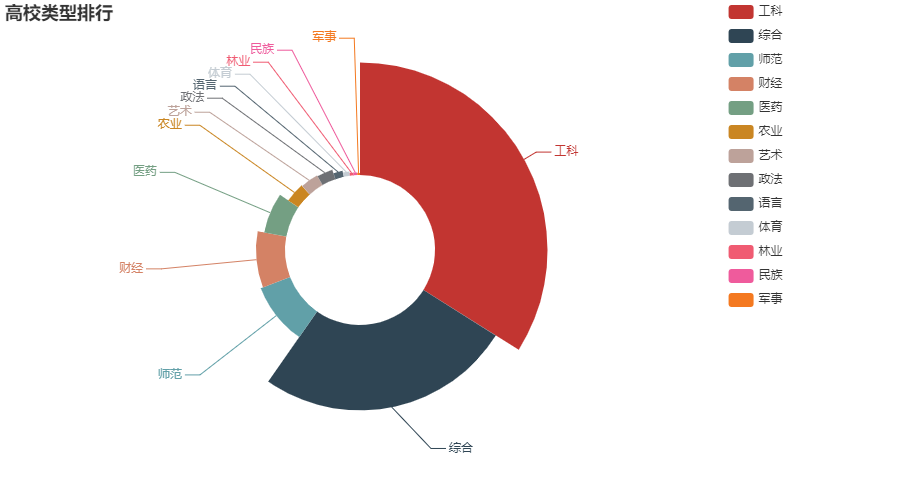 高校类型排行
军事
民族
林业
体育
语言
政法
艺术
农业
医药
财经
师范
综合
工科
工科
综合
师范
财经
医药
农业
艺术
政法
语言
体育
林业
民族
军事